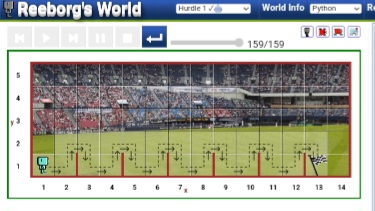 Reeborg's World
Hurdle 1 ✓
World Info
Python
Re
159/159
5
4
3
y
2
1
1 2 3 4 5 6 7 8 9 10 11 12 13 14
x